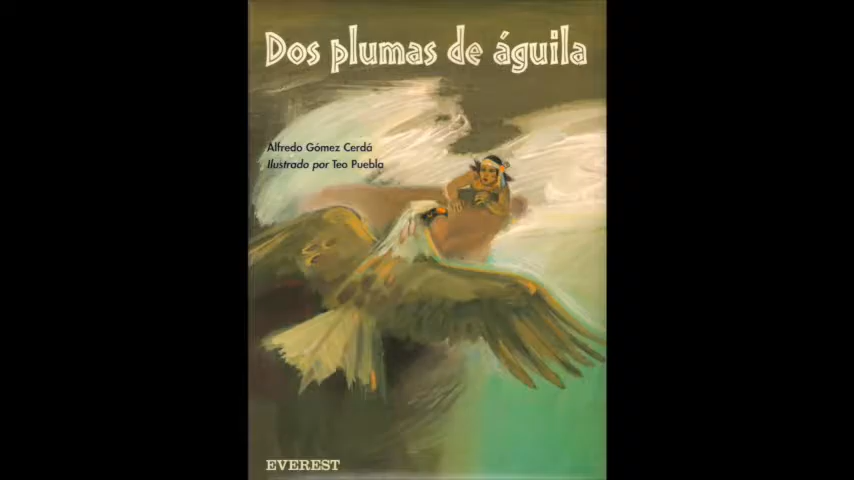 Dos plumas de águila
Alfredo Gómez Cerdá
Ilustrado por Teo Puebla
EVEREST